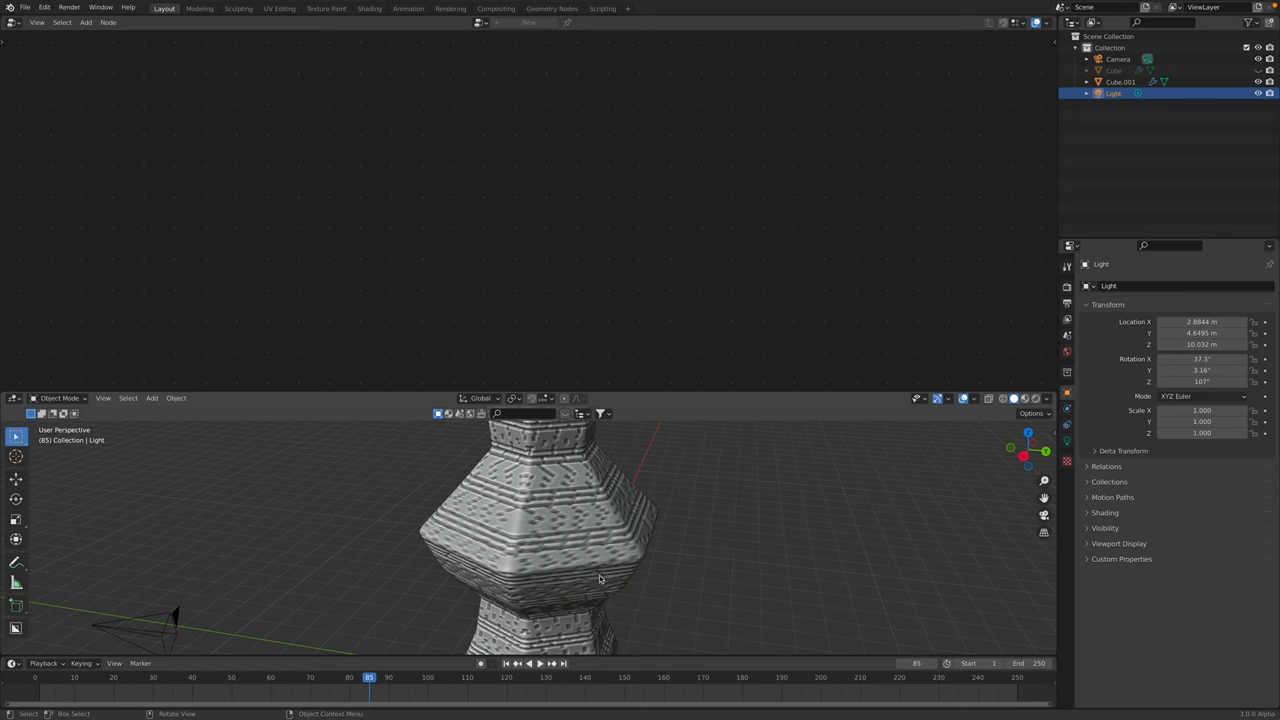 File Edit Render Window Help Layout Modeling Sculpting UV Editing Texture Paint Shading Animation Rendering Compositing Geometry Nodes Scripting + Scene ViewLayer
View Select Add Node New
Scene Collection
Collection
Camera
Cube
Cube.001
Light
Light
Light
Transform
Location X 2.8844 m
Y 4.6495 m
Z 10.032 m
Rotation X 37.3°
Y 3.16°
Z 107°
Mode XYZ Euler
Scale X 1.000
Y 1.000
Z 1.000
Delta Transform
Relations
Collections
Motion Paths
Shading
Visibility
Viewport Display
Custom Properties
Object Mode View Select Add Object Global
Options
User Perspective
(85) Collection | Light
Z
Y
X
Playback Keying View Marker 85 Start 1 End 250
0 10 20 30 40 50 60 70 80 85 90 100 110 120 130 140 150 160 170 180 190 200 210 220 230 240 250
Select Box Select Rotate View Object Context Menu 3.0.0 Alpha